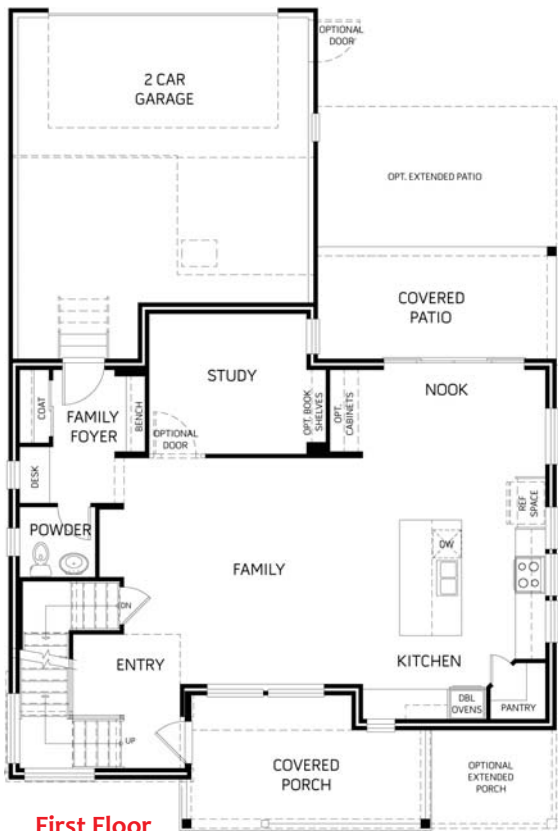 OPTIONAL
DOOR
2 CAR
GARAGE
OPT. EXTENDED PATIO
COVERED
PATIO
STUDY
NOOK
COAT
FAMILY
FOYER
BENCH
OPT. BOOK
SHELVES
OPT.
CABINETS
OPTIONAL
DOOR
DESK
REF
SPACE
POWDER
DW
FAMILY
DN
ENTRY
KITCHEN
DBL
OVENS
PANTRY
UP
COVERED
PORCH
OPTIONAL
EXTENDED
PORCH
First Floor